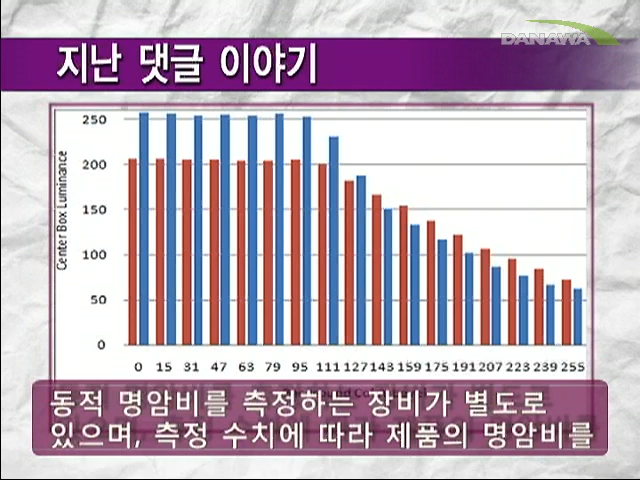 DANAWA
지난 댓글 이야기
Center Box Luminance
250
200
150
100
50
0
0 15 31 47 63 79 95 111 127 143 159 175 191 207 223 239 255
동적 명암비를 측정하는 장비가 별도로
있으며, 측정 수치에 따라 제품의 명암비를